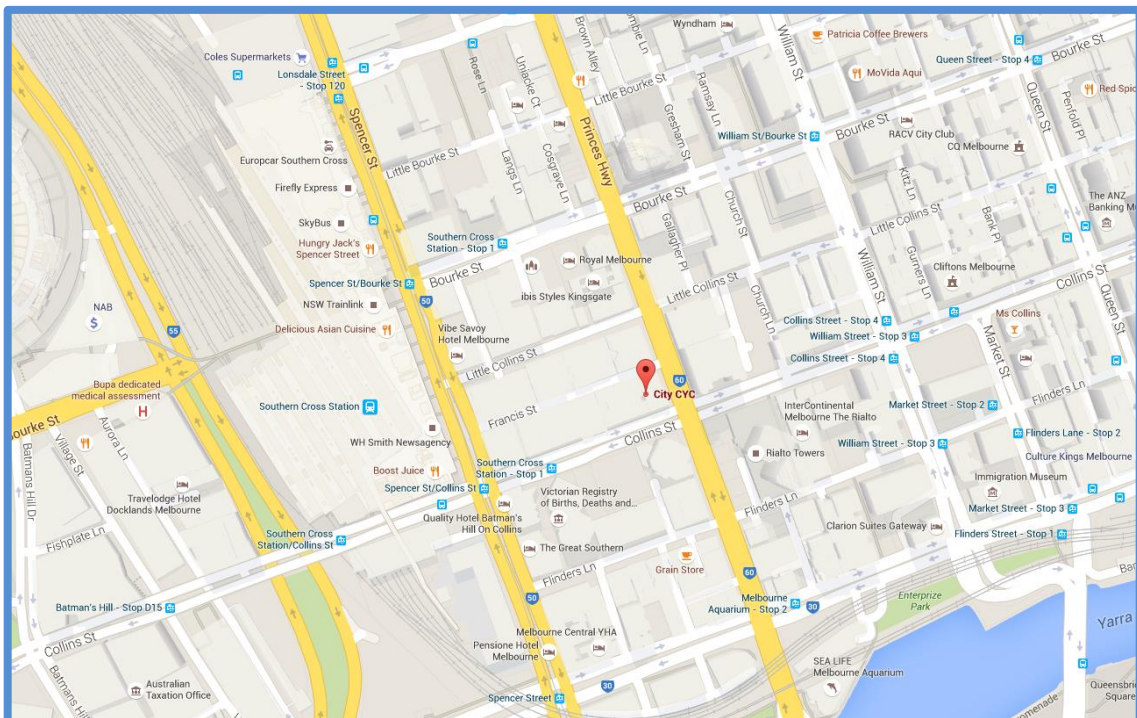 Wyndham
Patricia Coffee Brewers
Coles Supermarkets
Queen Street - Stop 4
Lonsdale Street
- Stop 120
Rose Ln
Uniacke Ct
Brown Alley
Little Bourke St
Ramsay Ln
William St
MoVida Aqui
Red Spic
Queen St
Penfold Pl
Spencer St
Gresham St
Princes Hwy
William St/Bourke St
Bourke St
RACV City Club
CQ Melbourne
Europcar Southern Cross
Little Bourke St
Langs Ln
Cosgrave Ln
Firefly Express
Kitz Ln
SkyBus
Bourke St
Church St
Little Collins St
Bank Pl
The ANZ
Banking Mu
Hungry Jack's
Spencer Street
Southern Cross
Station - Stop 1
Gallagher Pl
Royal Melbourne
Bourke St
Spencer St/Bourke St
ibis Styles Kingsgate
Little Collins St
William St
Gurners Ln
Cliftons Melbourne
Collins St
NAB
NSW Trainlink
50
Church Ln
Collins Street - Stop 4
William Street - Stop 3
Ms Collins
Queen St
55
Delicious Asian Cuisine
Vibe Savoy
Hotel Melbourne
Little Collins St
Collins Street - Stop 4
Market St
Bupa dedicated
medical assessment
60
City CYC
Flinders Ln
Bourke St
Southern Cross Station
Francis St
Collins St
InterContinental
Melbourne The Rialto
Market Street - Stop 2
Flinders Lane - Stop 2
Aurora Ln
Village St
Batmans Hill Dr
WH Smith Newsagency
Rialto Towers
William Street - Stop 3
Culture Kings Melbourne
Boost Juice
Southern Cross
Station - Stop 1
Spencer St/Collins St
Immigration Museum
Travelodge Hotel
Docklands Melbourne
Victorian Registry
of Births, Deaths and...
Flinders Ln
Market Street - Stop 3
Quality Hotel Batman's
Hill On Collins
Clarion Suites Gateway
Flinders Street - Stop 1
Fishplate Ln
Southern Cross
Station/Collins St
The Great Southern
Grain Store
Flinders Ln
60
Enterprize
Park
50
Melbourne
Aquarium - Stop 2
30
Batman's Hill - Stop D15
Yarra
Collins St
Melbourne Central YHA
Pensione Hotel
Melbourne
SEA LIFE
Melbourne Aquarium
Batmans Hill
Australian
Taxation Office
30
Spencer Street
Queensbri
Square